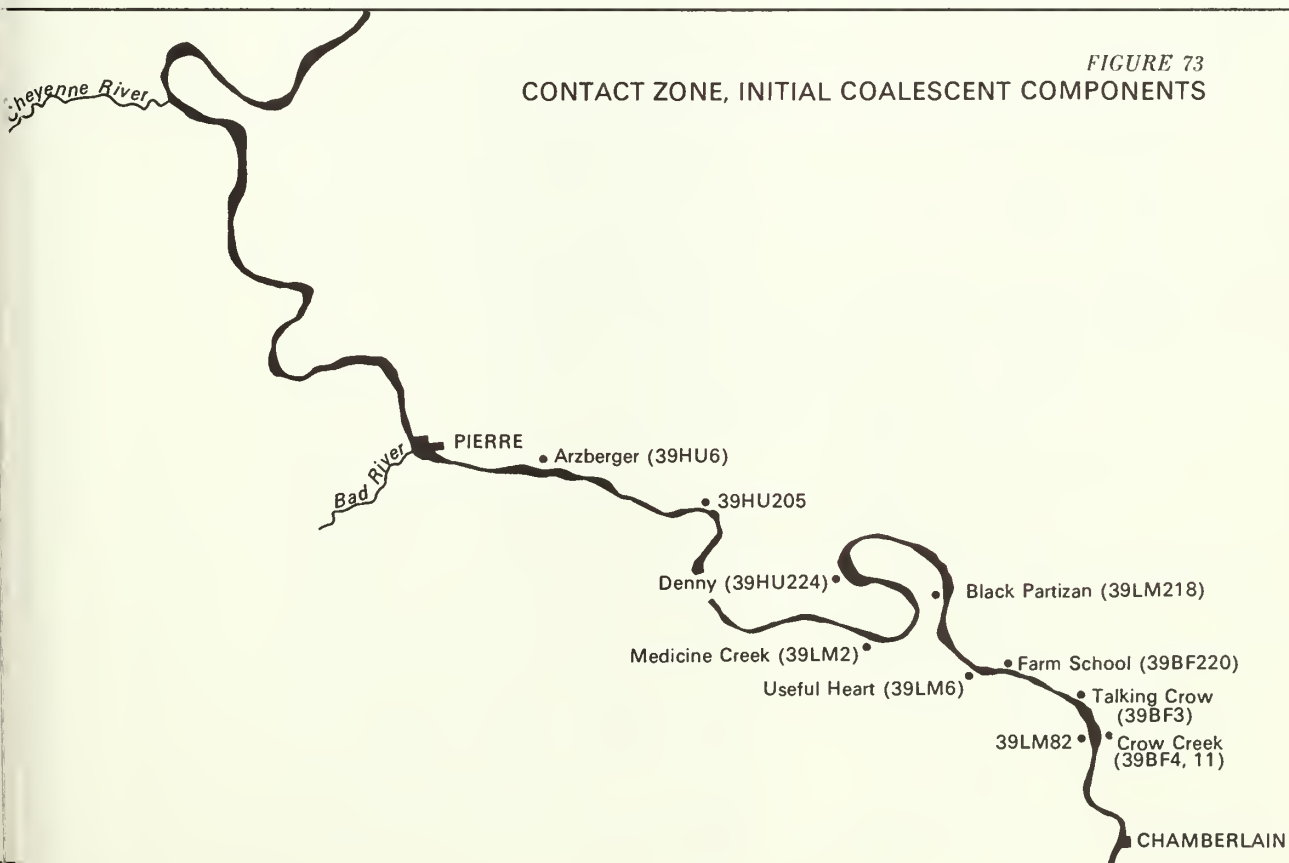 FIGURE 73
CONTACT ZONE, INITIAL COALESCENT COMPONENTS
Cheyenne River
PIERRE
Bad River
Arzberger (39HU6)
39HU205
Denny (39HU224)
Black Partizan (39LM218)
Medicine Creek (39LM2)
Farm School (39BF220)
Useful Heart (39LM6)
Talking Crow
(39BF3)
39LM82
Crow Creek
(39BF4, 11)
CHAMBERLAIN